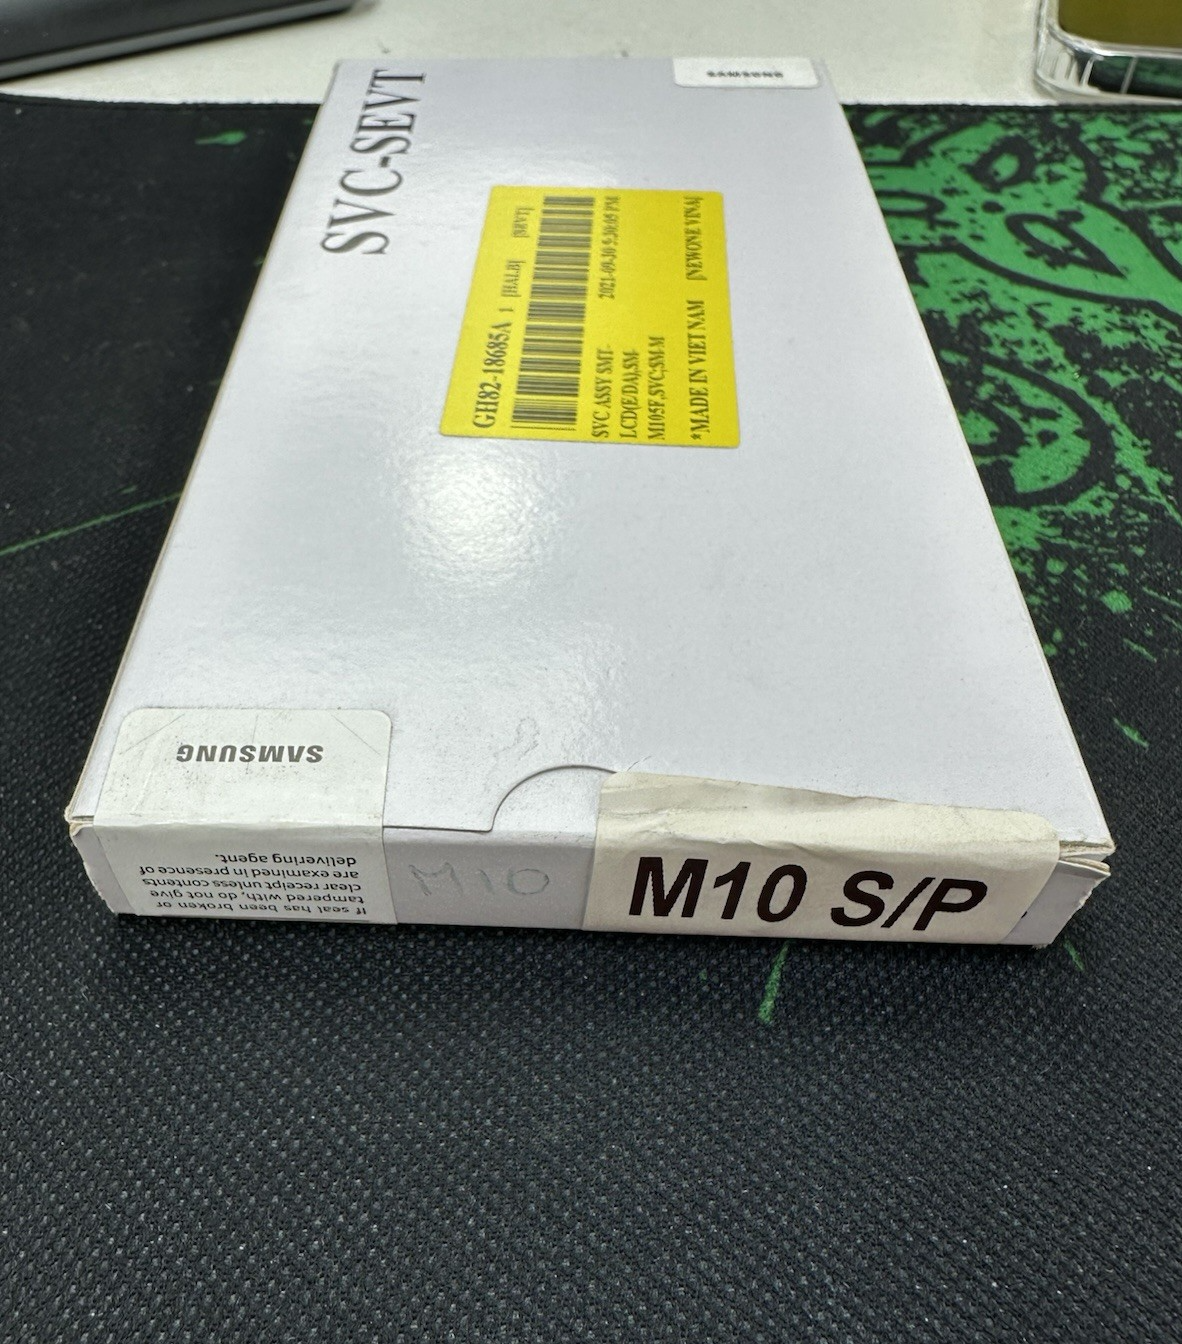 SAMSUNG
SVC-SEVT
GH82-18685A 1 [HALB] [SEVT]
SVC ASSY SMT- 2021-09-30 5:30:05 PM
LCD(E/DA),SM-
M105F,SVC;SM-M
*MADE IN VIET NAM [NEWONE VINA]
SAMSUNG
If seal has been broken or
tampered with, do not give
clear receipt unless contents
are examined in presence of
delivering agent.
M10
M10 S/P